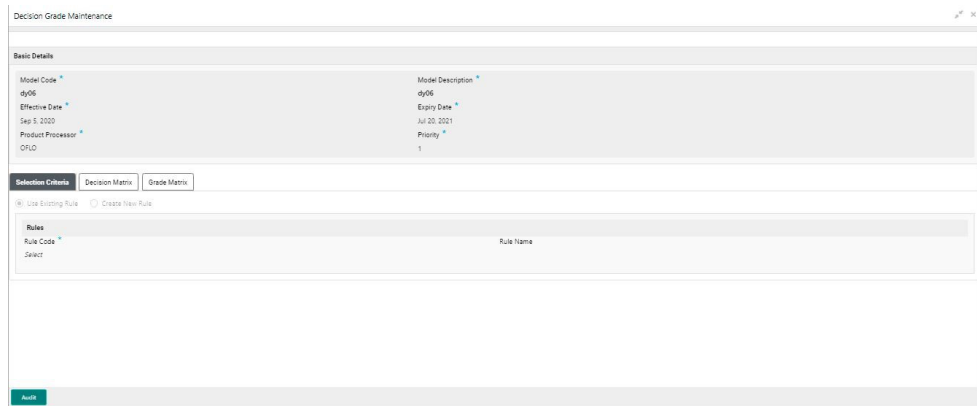 Decision Grade Maintenance
Basic Details
Model Code *
Model Description *
dy06
dy06
Effective Date *
Expiry Date *
Sep 5, 2020
Jul 20, 2021
Product Processor *
Priority *
OFLO
1
Selection Criteria
Decision Matrix
Grade Matrix
Use Existing Rule
Create New Rule
Rules
Rule Code *
Rule Name
Select
Audit